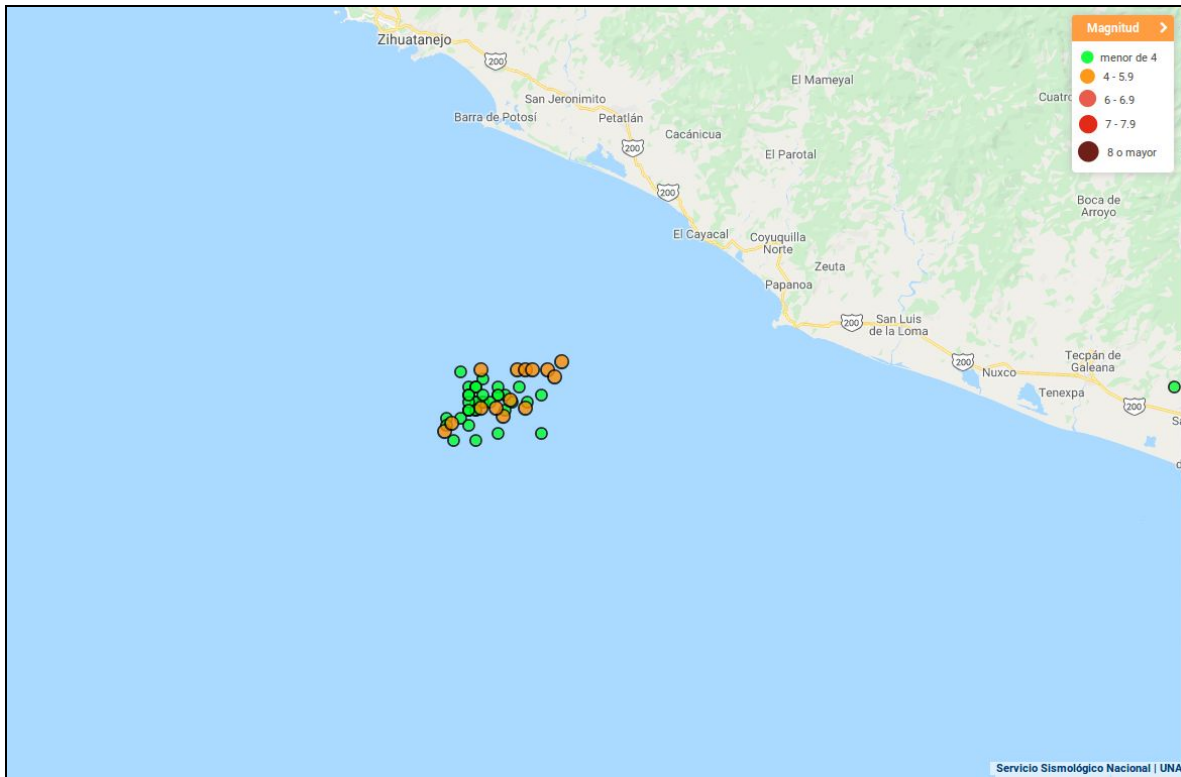 Zihuatanejo
200
San Jeronimito
Barra de Potosí
Petatlán
200
Cacánicua
El Mameyal
El Parotal
200
El Cayacal
Coyuquilla
Norte
Zeuta
Papanoa
200
San Luis
de la Loma
200
Nuxco
Tecpán de
Galeana
Tenexpa
200
Boca de
Arroyo
Cuatro
Magnitud
menor de 4
4 - 5.9
6 - 6.9
7 - 7.9
8 o mayor
Servicio Sismológico Nacional | UNA